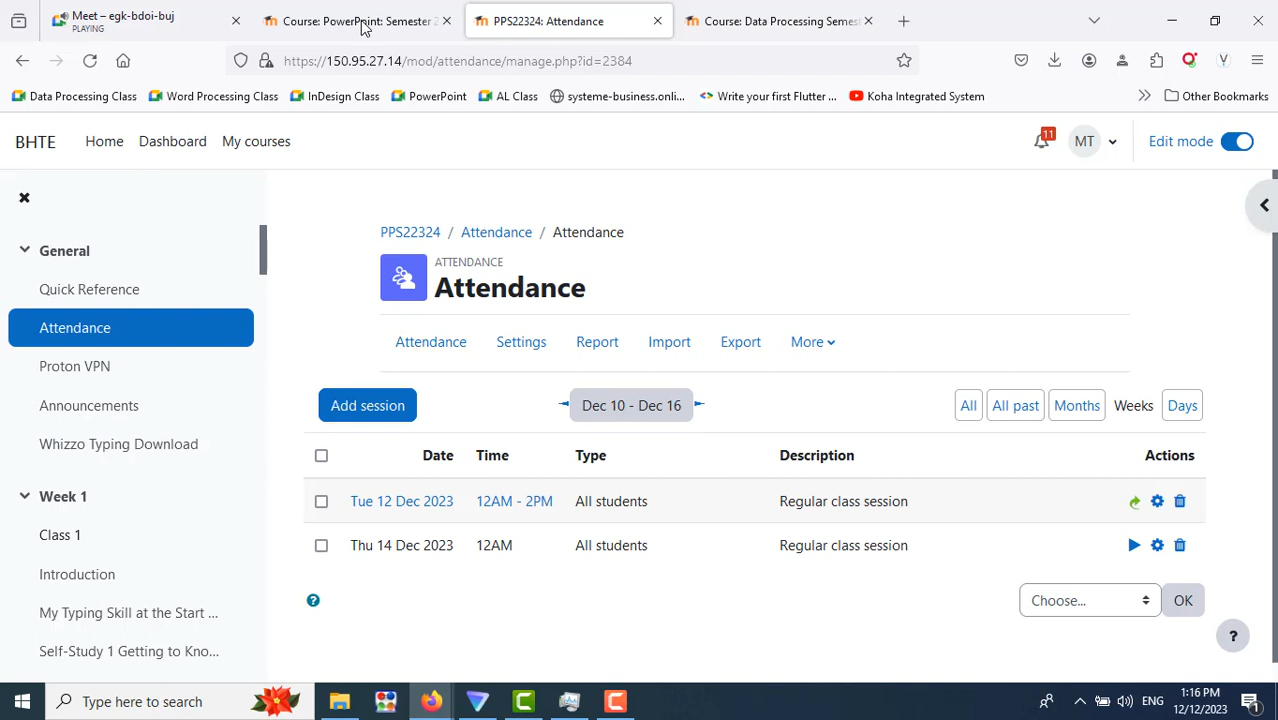 Meet – egk-bdoi-buj
PLAYING
Course: PowerPoint: Semester 2
PPS22324: Attendance
Course: Data Processing Semest
https://150.95.27.14/mod/attendance/manage.php?id=2384
Data Processing Class
Word Processing Class
InDesign Class
PowerPoint
AL Class
systeme-business.onli...
Write your first Flutter ...
Koha Integrated System
Other Bookmarks
BHTE
Home
Dashboard
My courses
11
MT
Edit mode
General
Quick Reference
Attendance
Proton VPN
Announcements
Whizzo Typing Download
Week 1
Class 1
Introduction
My Typing Skill at the Start ...
Self-Study 1 Getting to Kno...
PPS22324 / Attendance / Attendance
ATTENDANCE
Attendance
Attendance Settings Report Import Export More
Add session
Dec 10 - Dec 16
All All past Months Weeks Days
Date Time Type Description Actions
Tue 12 Dec 2023 12AM - 2PM All students Regular class session
Thu 14 Dec 2023 12AM All students Regular class session
?
Choose... OK
?
Type here to search
ENG
1:16 PM
12/12/2023
1